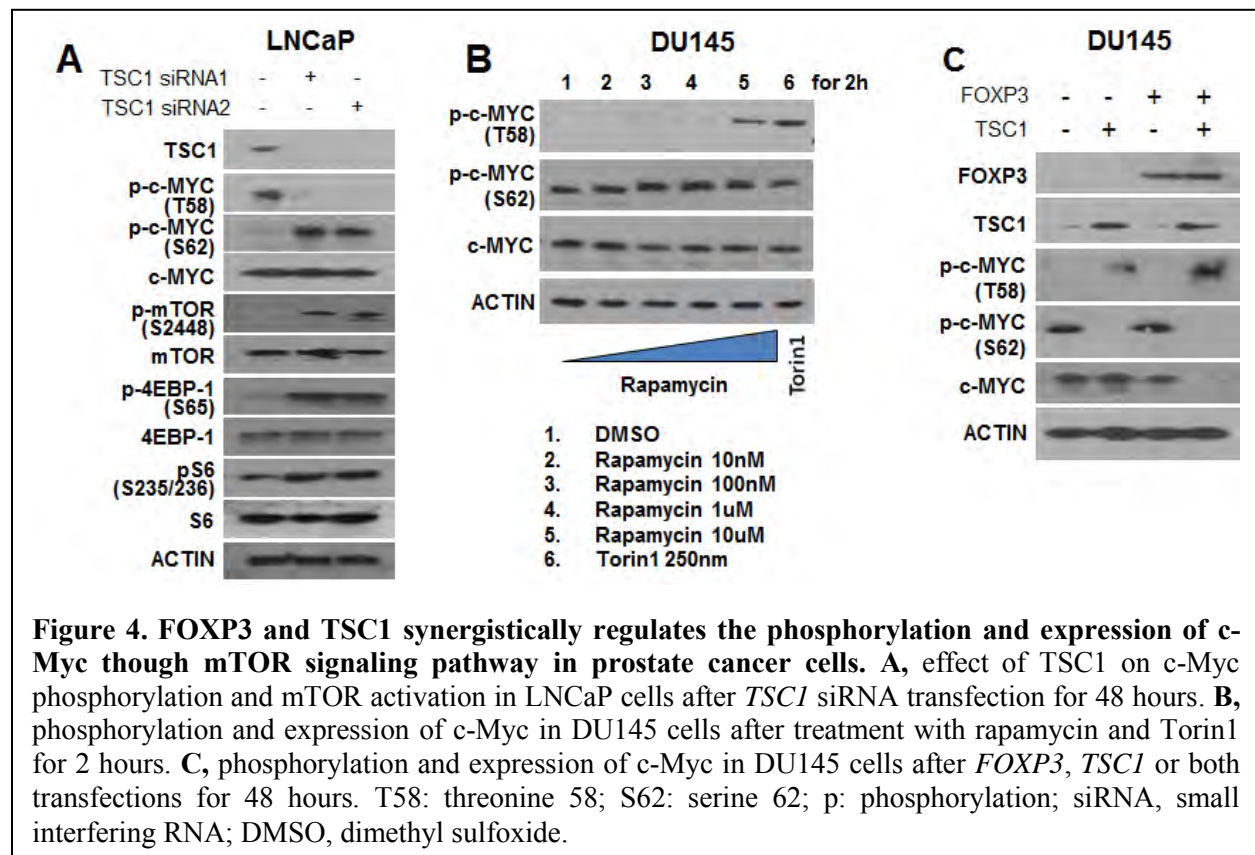 A
LNCaP
TSC1 siRNA1 - + -
TSC1 siRNA2 - - +
TSC1
p-c-MYC
(T58)
p-c-MYC
(S62)
c-MYC
p-mTOR
(S2448)
mTOR
p-4EBP-1
(S65)
4EBP-1
pS6
(S235/236)
S6
ACTIN
B
DU145
1 2 3 4 5 6 for 2h
p-c-MYC
(T58)
p-c-MYC
(S62)
c-MYC
ACTIN
Rapamycin
Torin1
1. DMSO
2. Rapamycin 10nM
3. Rapamycin 100nM
4. Rapamycin 1uM
5. Rapamycin 10uM
6. Torin1 250nm
C
DU145
FOXP3 - - + +
TSC1 - + - +
FOXP3
TSC1
p-c-MYC
(T58)
p-c-MYC
(S62)
c-MYC
ACTIN
Figure 4. FOXP3 and TSC1 synergistically regulates the phosphorylation and expression of c-
Myc though mTOR signaling pathway in prostate cancer cells. A, effect of TSC1 on c-Myc
phosphorylation and mTOR activation in LNCaP cells after TSC1 siRNA transfection for 48 hours. B,
phosphorylation and expression of c-Myc in DU145 cells after treatment with rapamycin and Torin1
for 2 hours. C, phosphorylation and expression of c-Myc in DU145 cells after FOXP3, TSC1 or both
transfections for 48 hours. T58: threonine 58; S62: serine 62; p: phosphorylation; siRNA, small
interfering RNA; DMSO, dimethyl sulfoxide.